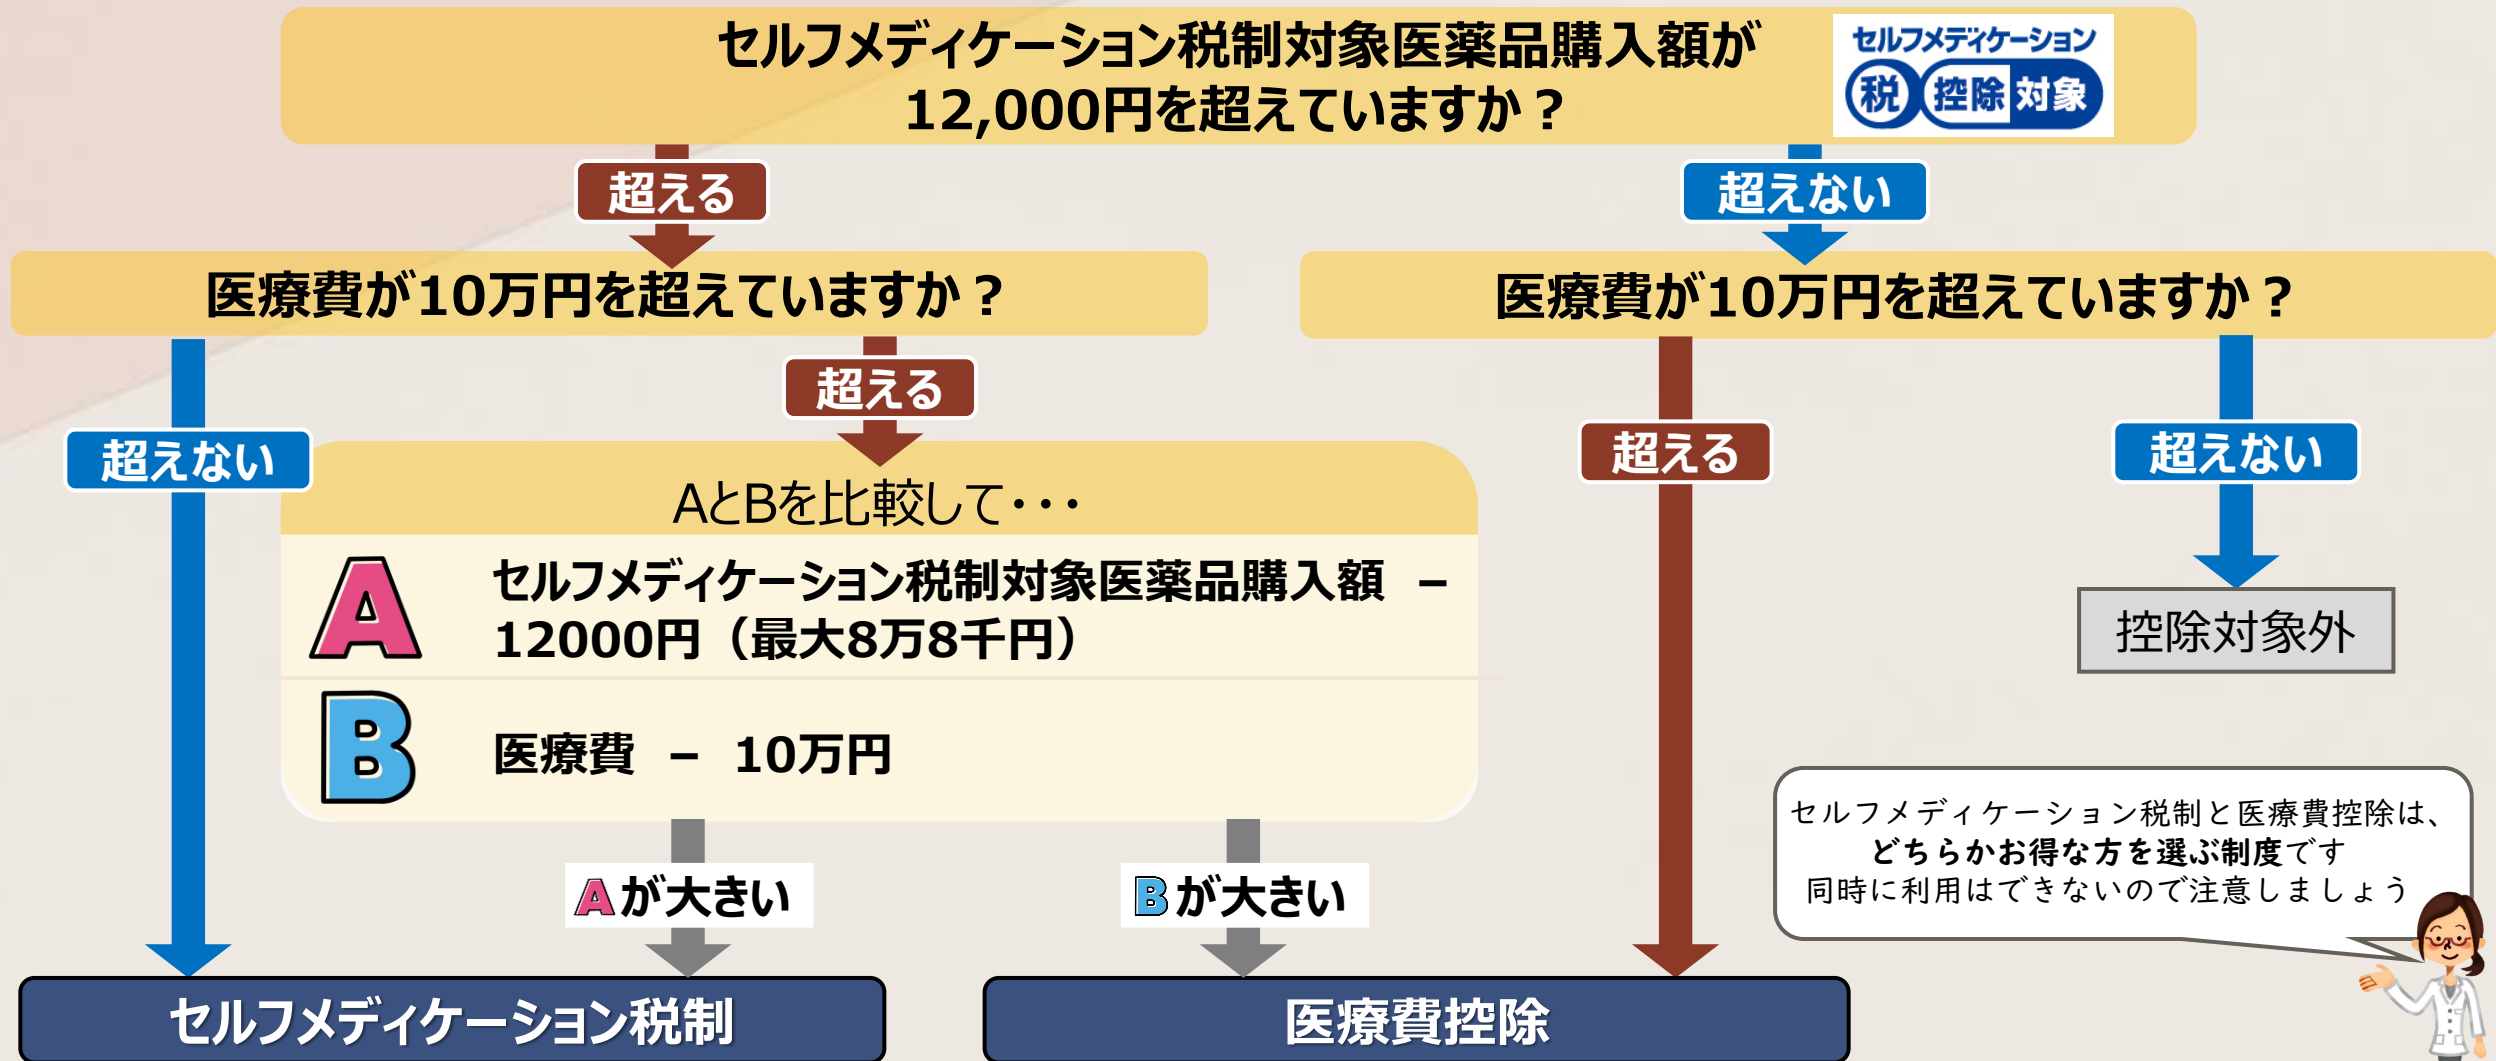 セルフメディケーション税制対象医薬品購入額が
12,000円を超えていますか？
セルフメディケーション
税 控除 対象
超える
超えない
医療費が10万円を超えていますか？
医療費が10万円を超えていますか？
超えない
超える
超える
超えない
AとBを比較して・・・
A
セルフメディケーション税制対象医薬品購入額 －
12000円（最大8万8千円）
B
医療費 － 10万円
控除対象外
セルフメディケーション税制と医療費控除は、
どちらかお得な方を選ぶ制度です
同時に利用はできないので注意しましょう
Aが大きい
Bが大きい
セルフメディケーション税制
医療費控除